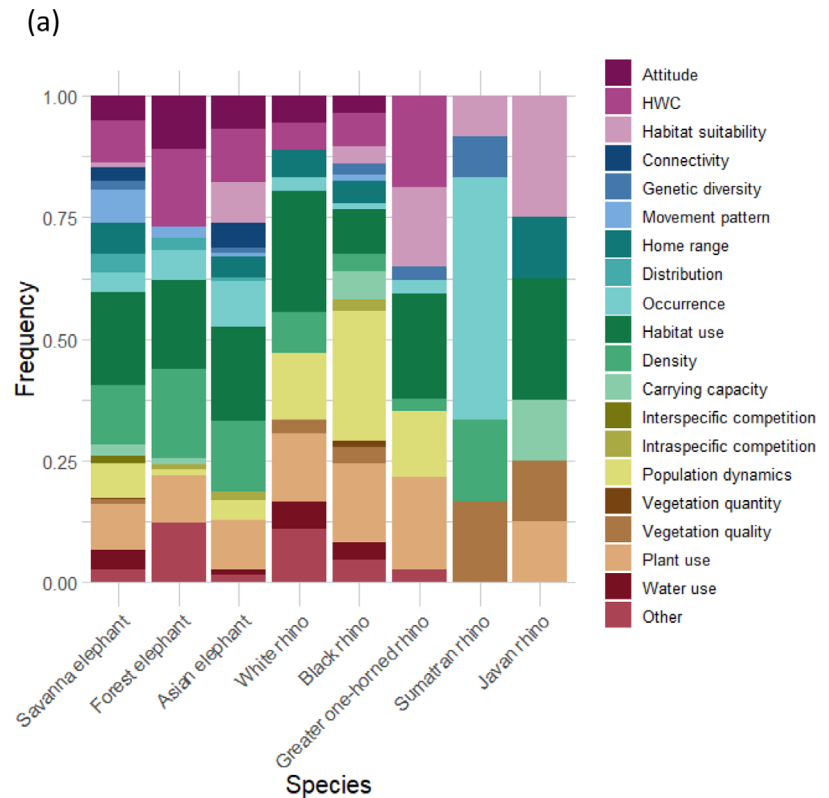 (a)
1.00
0.75
0.50
0.25
0.00
Frequency
Savanna elephant
Forest elephant
Asian elephant
White rhino
Black rhino
Greater one-horned rhino
Sumatran rhino
Javan rhino
Species
Attitude
HWC
Habitat suitability
Connectivity
Genetic diversity
Movement pattern
Home range
Distribution
Occurrence
Habitat use
Density
Carrying capacity
Interspecific competition
Intraspecific competition
Population dynamics
Vegetation quantity
Vegetation quality
Plant use
Water use
Other